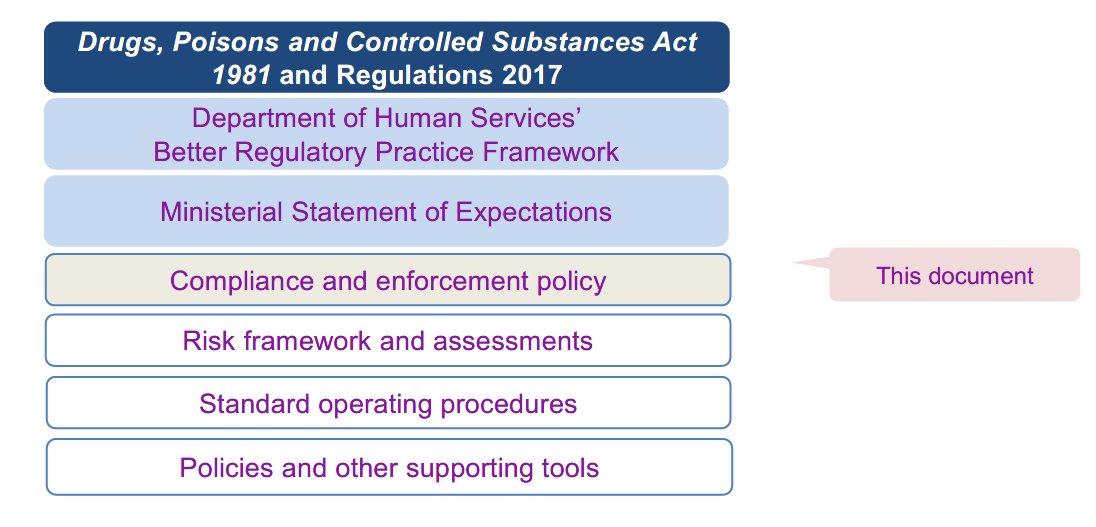 Drugs, Poisons and Controlled Substances Act
1981 and Regulations 2017
Department of Human Services’
Better Regulatory Practice Framework
Ministerial Statement of Expectations
Compliance and enforcement policy
This document
Risk framework and assessments
Standard operating procedures
Policies and other supporting tools